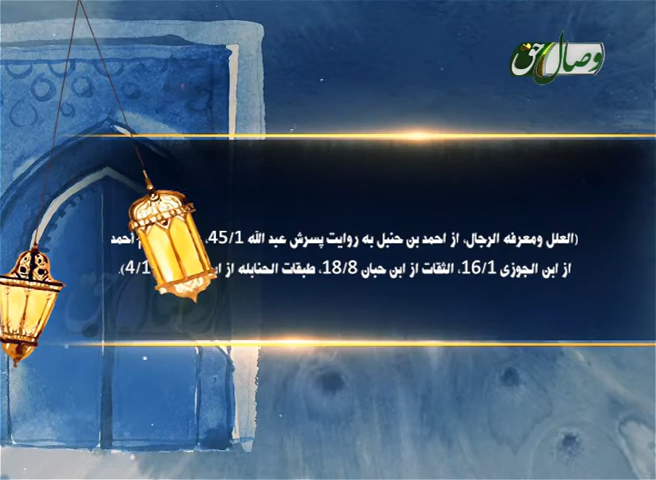 وصال حق
(العلل ومعرفه الرجال، از احمد بن حنبل به روایت پسرش عبد الله 45/1، احمد
از ابن الجوزی 16/1، الثقات از ابن حبان 18/8، طبقات الحنابله از 4/1).